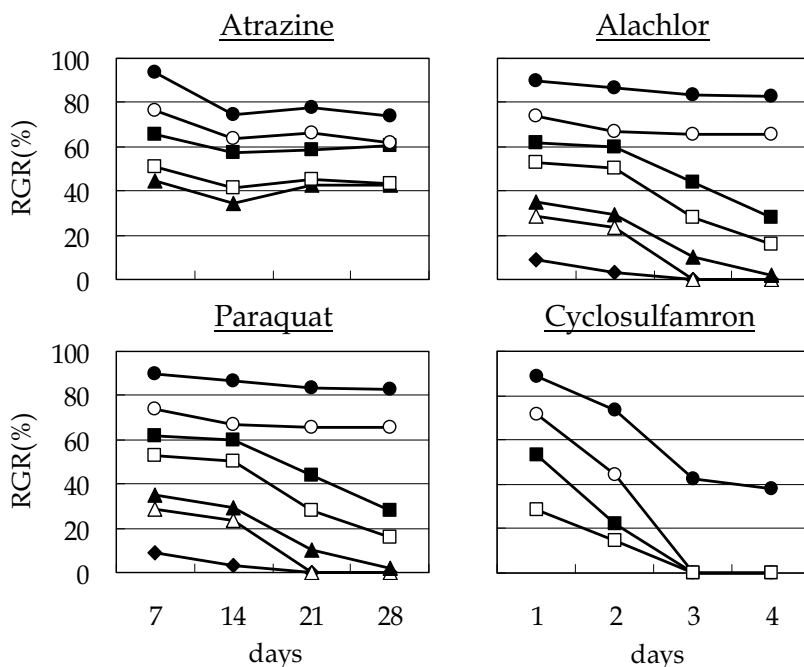 Atrazine
Alachlor
100
80
60
40
20
0
RGR(%)
Paraquat
Cyclosulfamron
100
80
60
40
20
0
RGR(%)
7 14 21 28
1 2 3 4
days
days